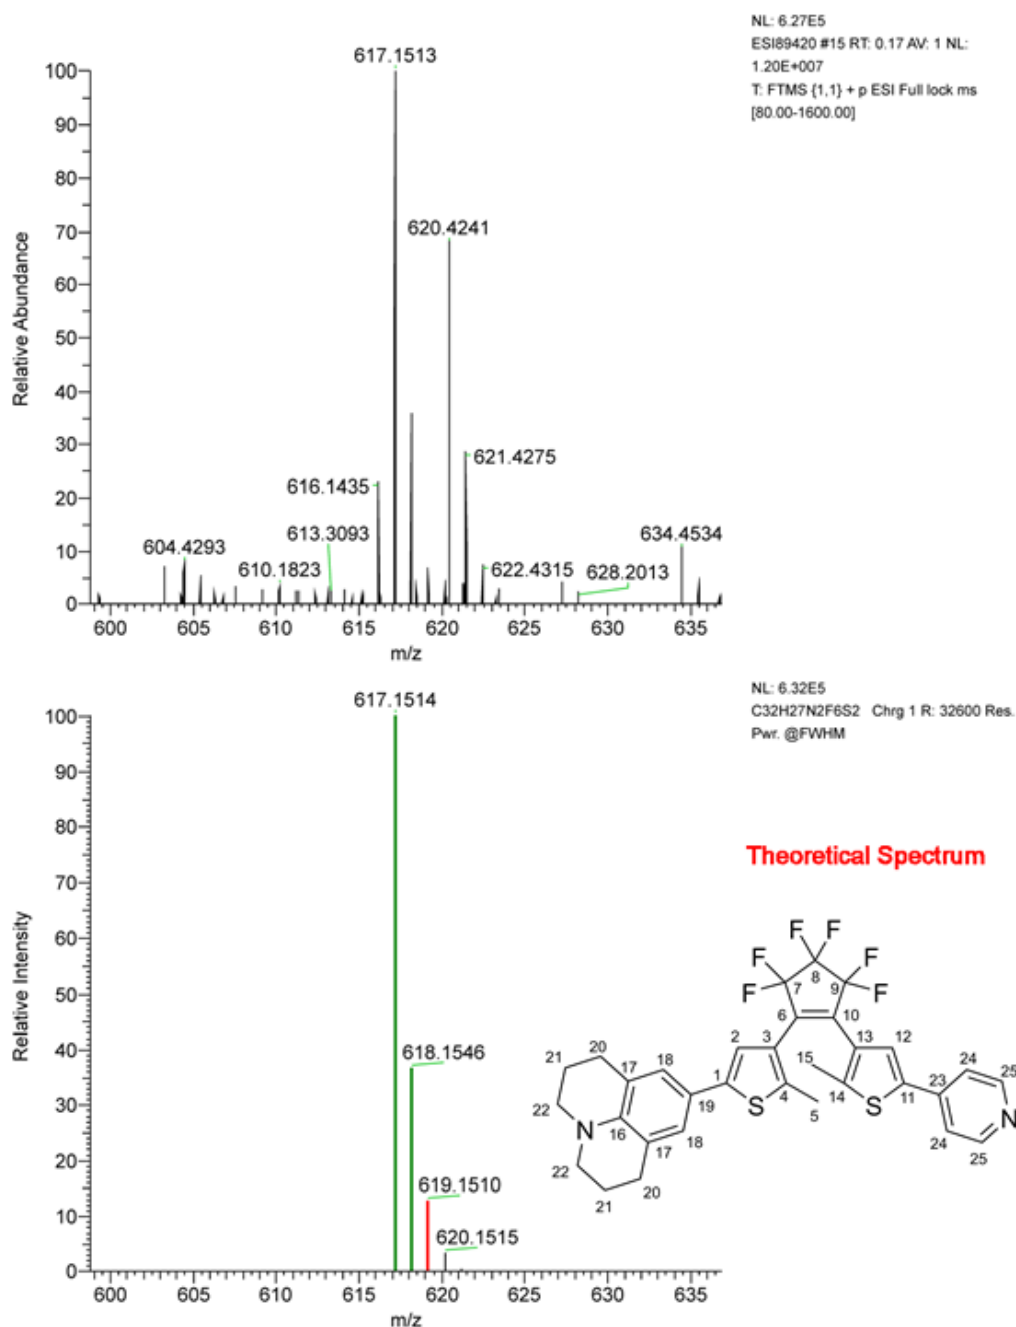 NL: 6.27E5
ESI89420 #15 RT: 0.17 AV: 1 NL:
1.20E+007
T: FTMS {1,1} + p ESI Full lock ms
[80.00-1600.00]
617.1513
100
90
80
70
60
50
40
30
20
10
0
Relative Abundance
620.4241
621.4275
616.1435
613.3093
604.4293
610.1823
622.4315
628.2013
634.4534
600 605 610 615 620 625 630 635
m/z
NL: 6.32E5
C32H27N2F6S2 Chrg 1 R: 32600 Res.
Pwr. @FWHM
617.1514
100
90
80
70
60
50
40
30
20
10
0
Relative Intensity
618.1546
619.1510
620.1515
Theoretical Spectrum
F F
F F
F F
8
7 9
6 10
2 3 13 12
20 18 15 24
21 17 1 23 25
19 S 4 14 S 11 N
22 5
N 16 18 24
17 25
22 20
21
600 605 610 615 620 625 630 635
m/z